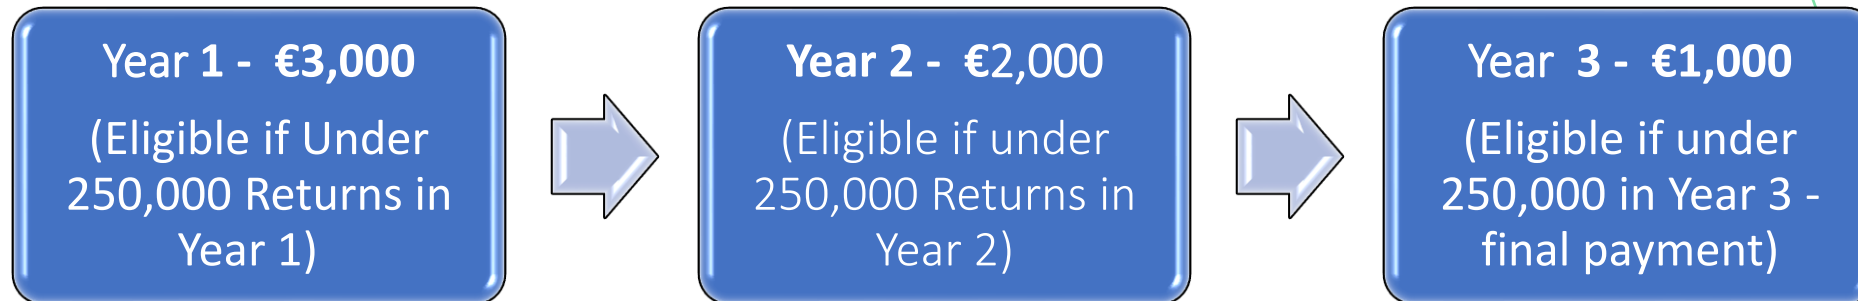 Year 1 - €3,000
(Eligible if Under
250,000 Returns in
Year 1)
Year 2 - €2,000
(Eligible if under
250,000 Returns in
Year 2)
Year 3 - €1,000
(Eligible if under
250,000 in Year 3 -
final payment)